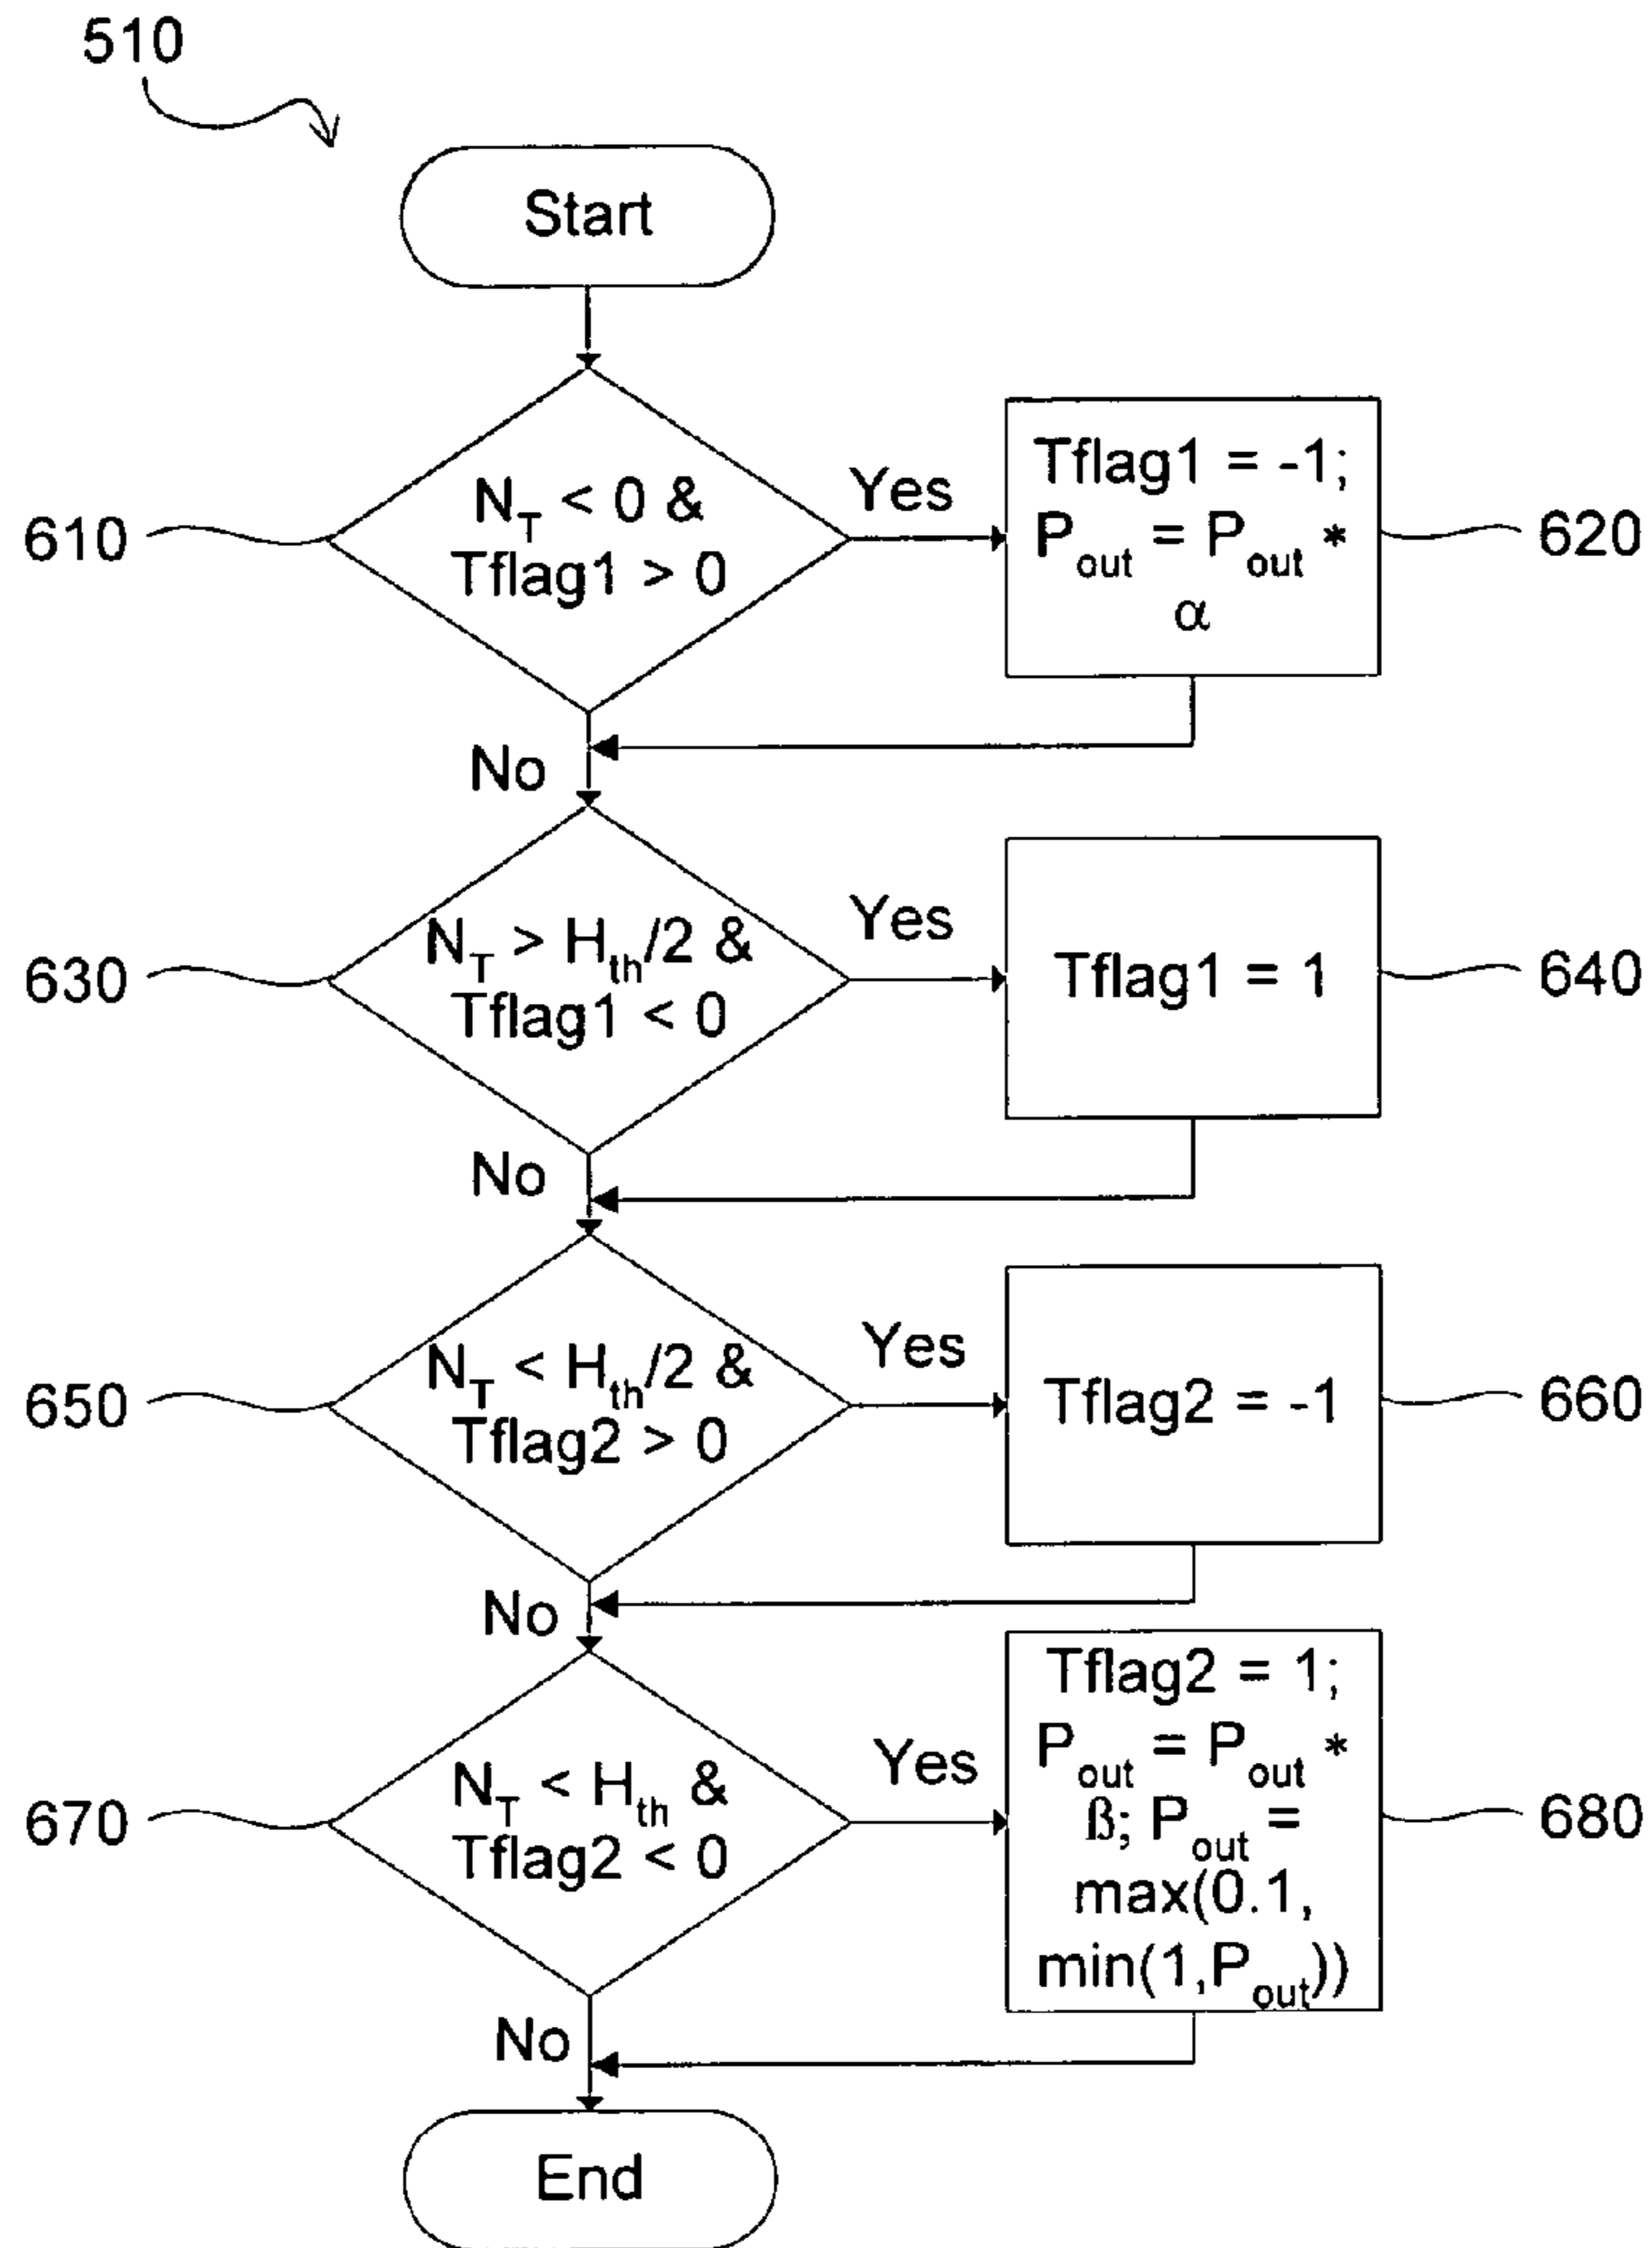 510
Start
610
N_T < 0 &
Tflag1 > 0
Yes
Tflag1 = -1;
P_out = P_out *
α
620
No
630
N_T > H_th/2 &
Tflag1 < 0
Yes
Tflag1 = 1
640
No
650
N_T < H_th/2 &
Tflag2 > 0
Yes
Tflag2 = -1
660
No
670
N_T < H_th &
Tflag2 < 0
Yes
Tflag2 = 1;
P_out = P_out *
ß; P_out =
max(0.1,
min(1,P_out))
680
No
End